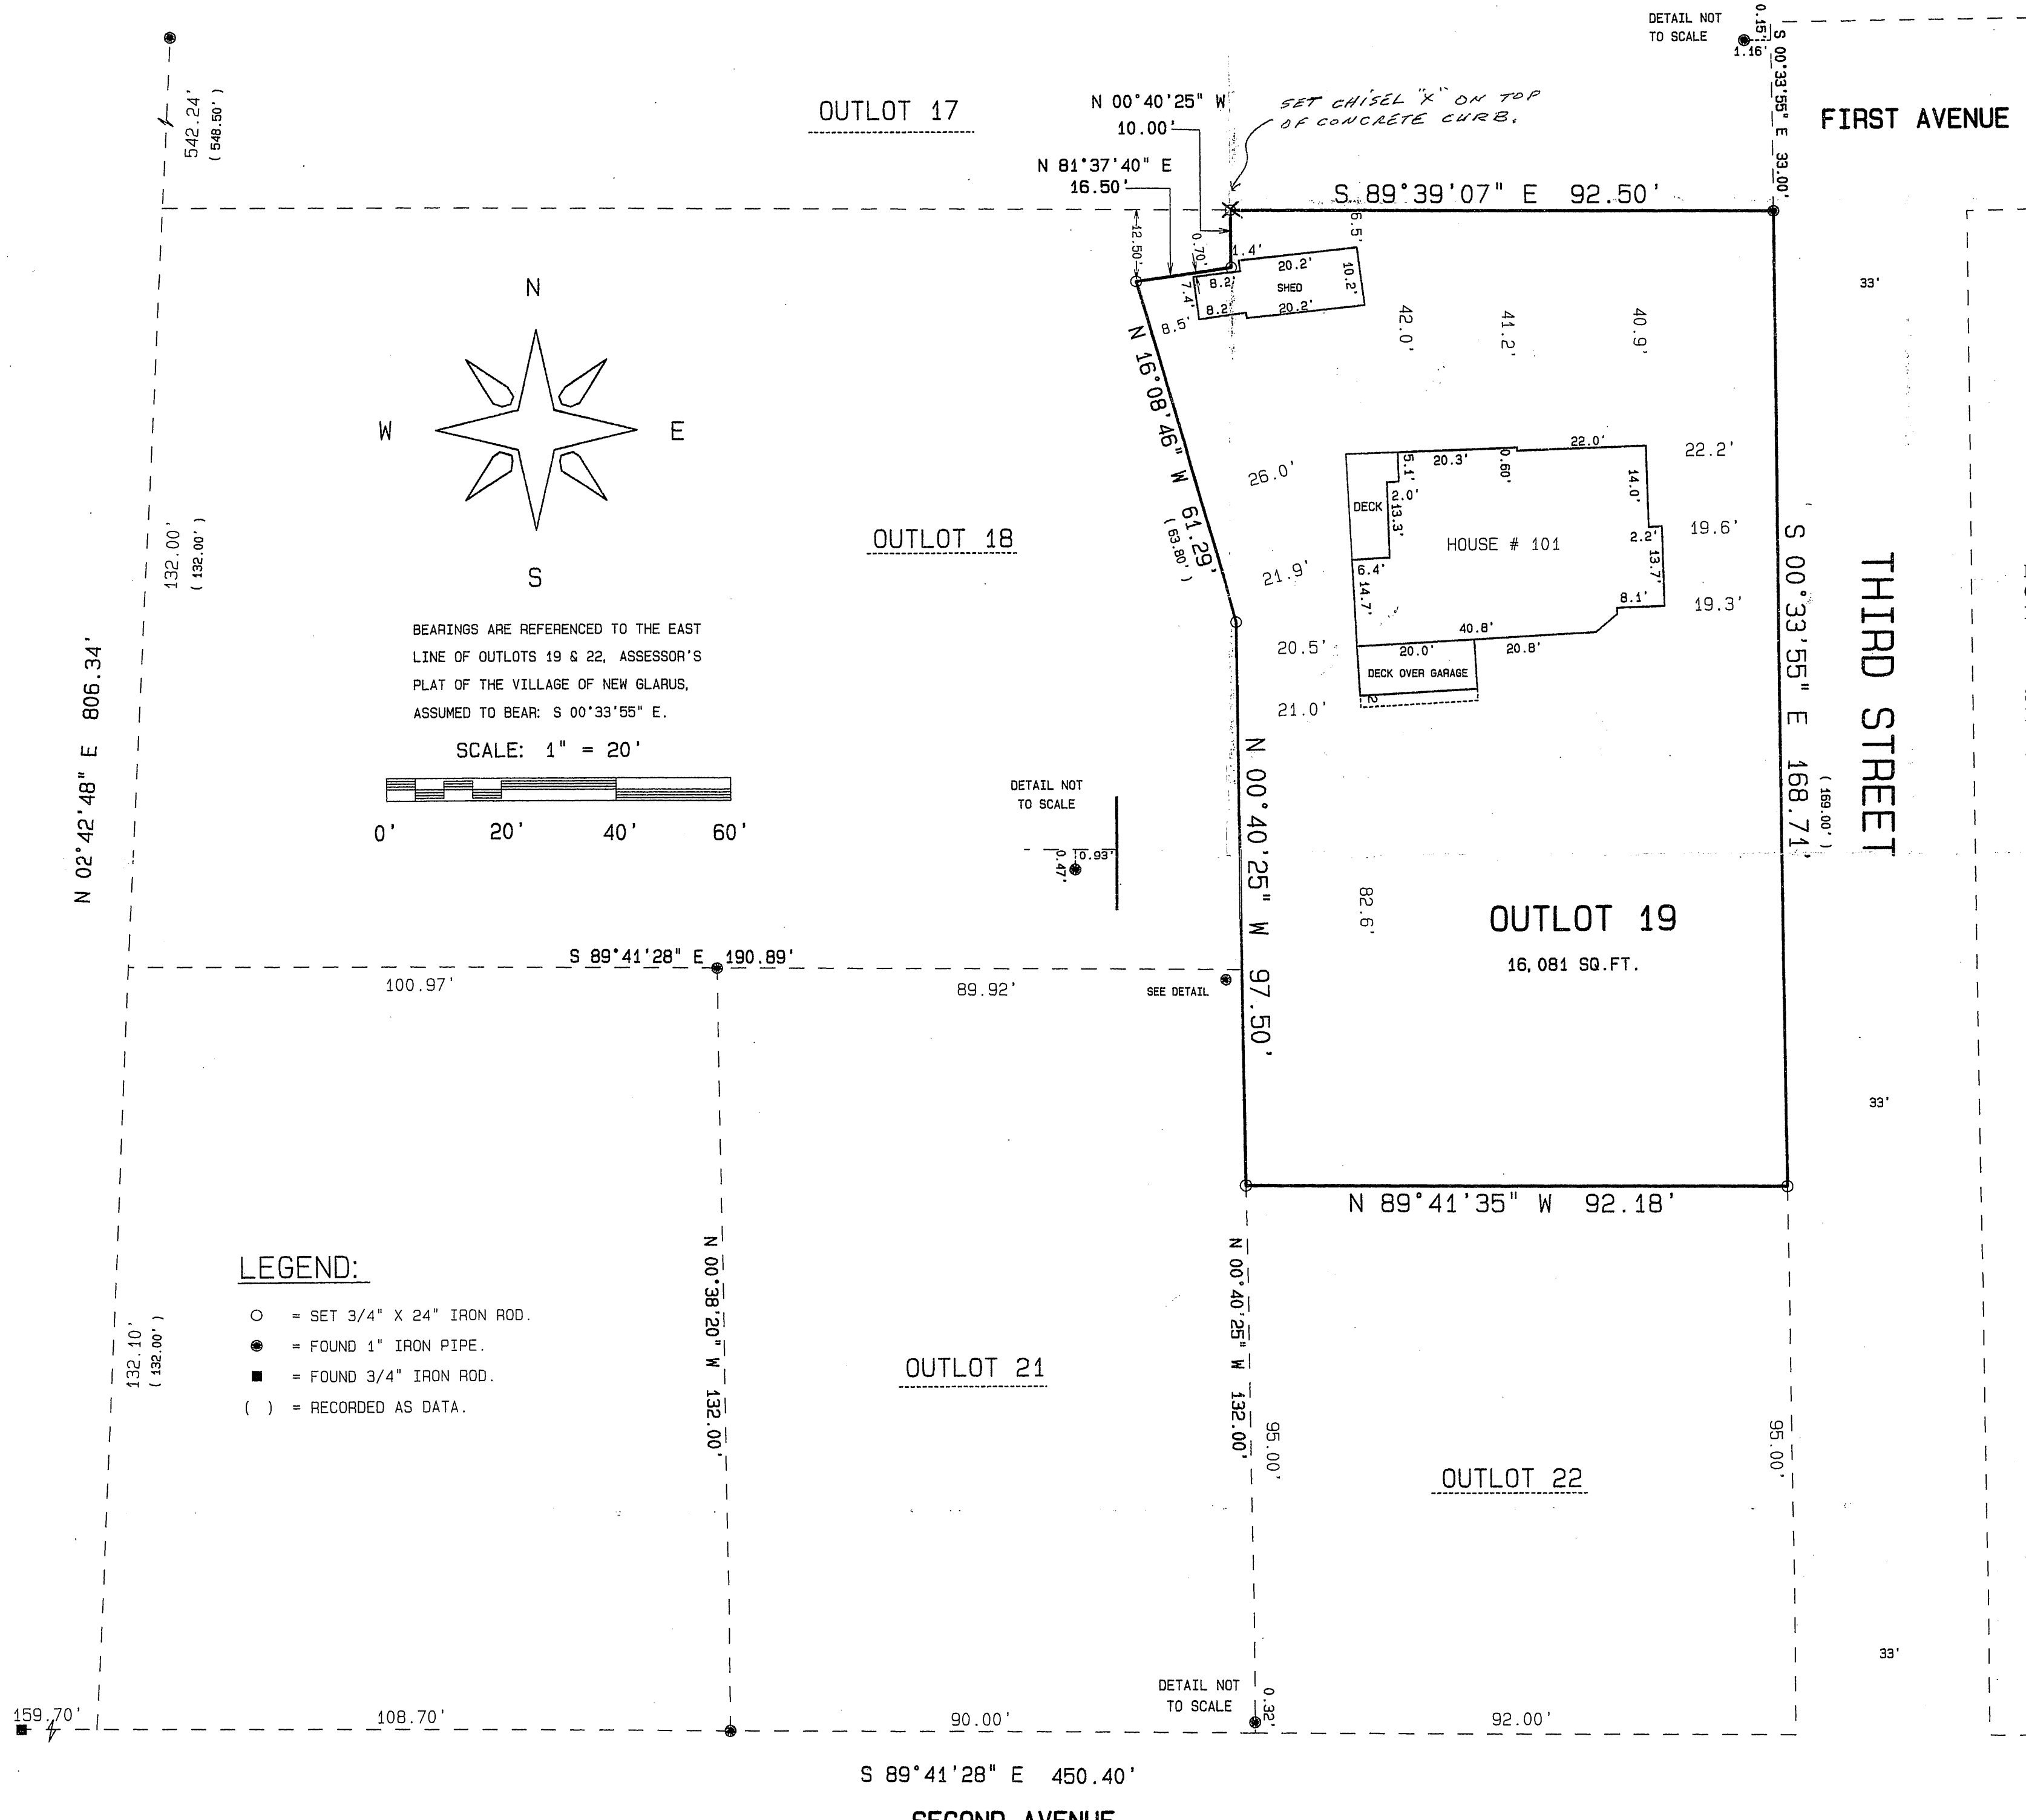 DETAIL NOT
TO SCALE
0.15'
1.16'
S 00°33'55" E 33.00'
FIRST AVENUE
542.24'
( 548.50' )
OUTLOT 17
N 00°40'25" W
10.00'
SET CHISEL "X" ON TOP
OF CONCRETE CURB.
N 81°37'40" E
16.50'
S 89°39'07" E 92.50'
12.50'
0.70'
1.4'
6.5'
20.2'
10.2'
8.2'
SHED
7.4'
8.2'
20.2'
8.5'
33'
N
W
E
S
N 16°08'46" W 61.29'
( 63.80' )
42.0'
41.2'
40.9'
26.0'
22.0'
22.2'
5.1'
20.3'
0.60'
14.0'
2.0'
DECK
13.3'
HOUSE # 101
2.2'
19.6'
13.7'
21.9'
6.4'
14.7'
8.1'
19.3'
40.8'
20.5'
20.0'
20.8'
DECK OVER GARAGE
2'
21.0'
OUTLOT 18
132.00'
( 132.00' )
N 02°42'48" E 806.34'
BEARINGS ARE REFERENCED TO THE EAST
LINE OF OUTLOTS 19 & 22, ASSESSOR'S
PLAT OF THE VILLAGE OF NEW GLARUS,
ASSUMED TO BEAR: S 00°33'55" E.
SCALE: 1" = 20'
0'
20'
40'
60'
DETAIL NOT
TO SCALE
0.93'
0.47'
N 00°40'25" W 97.50'
82.6'
S 00°33'55" E 168.71'
( 169.00' )
THIRD STREET
OUTLOT 19
16,081 SQ.FT.
S 89°41'28" E 190.89'
100.97'
89.92'
SEE DETAIL
33'
N 89°41'35" W 92.18'
LEGEND:
= SET 3/4" X 24" IRON ROD.
= FOUND 1" IRON PIPE.
= FOUND 3/4" IRON ROD.
( ) = RECORDED AS DATA.
132.10'
( 132.00' )
N 00°38'20" W 132.00'
OUTLOT 21
N 00°40'25" W 132.00'
95.00'
95.00'
OUTLOT 22
33'
DETAIL NOT
TO SCALE
0.32'
159.70'
108.70'
90.00'
92.00'
S 89°41'28" E 450.40'
SECOND AVENUE